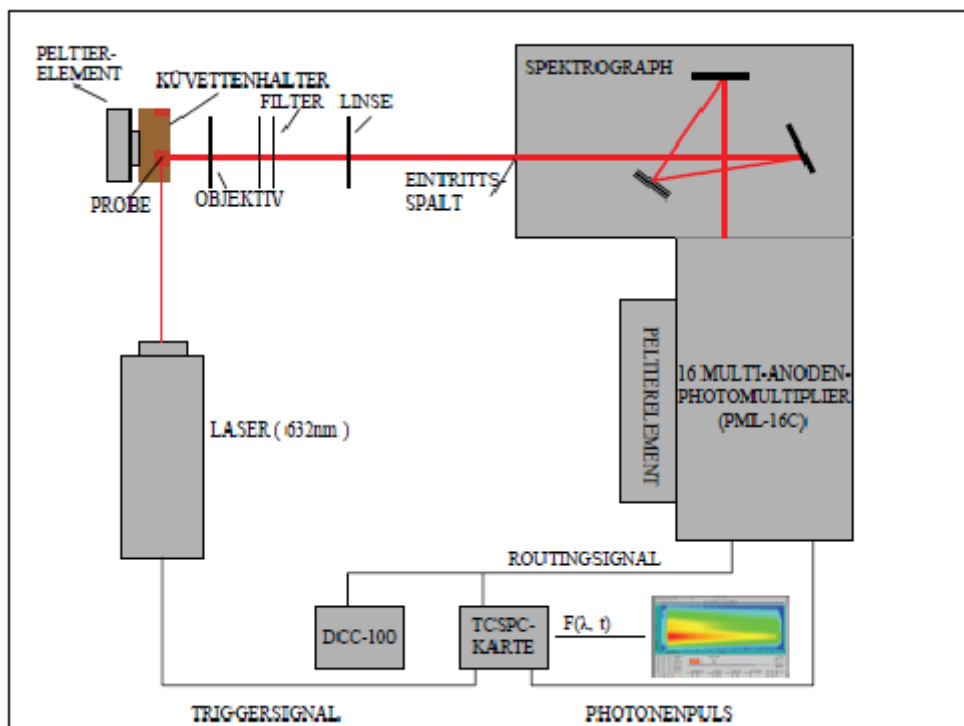 PELTIER-
ELEMENT
KÜVETTENHALTER
FILTER
LINSE
SPEKTROGRAPH
PROBE
OBJEKTIV
EINTRITTS-
SPALT
LASER ( 632nm )
PELTIERELEMENT
16 MULTI-ANODEN-
PHOTOMULTIPLIER
(PML-16C)
ROUTINGSIGNAL
DCC-100
TCSPC-
KARTE
F(λ, t)
TRIGGERSIGNAL
PHOTONENPULS